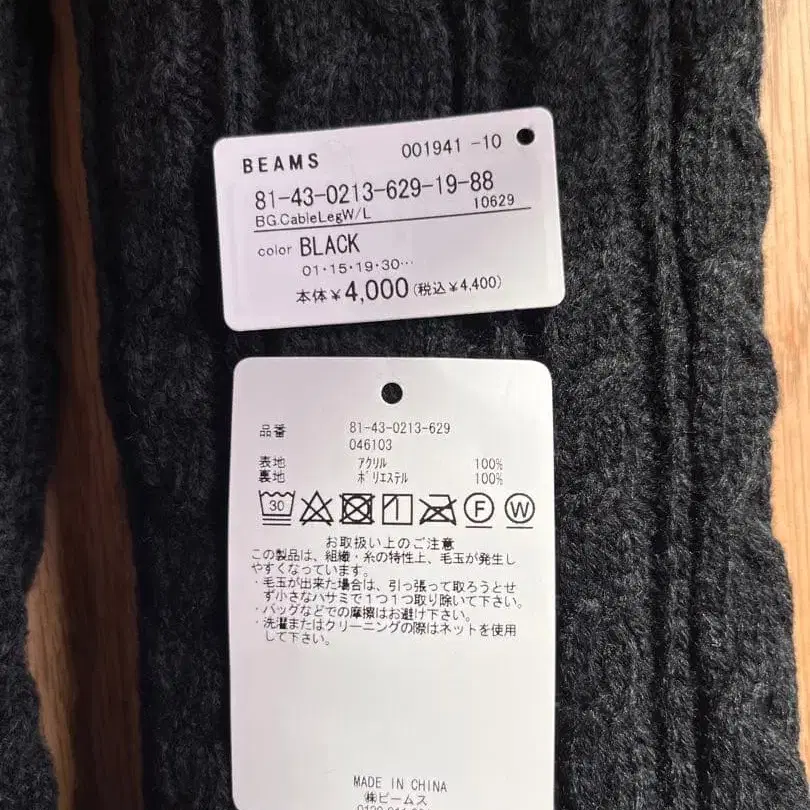 BEAMS 001941 -10
81-43-0213-629-19-88
BG.CableLegW/L 10629
color BLACK
01・15・19・30…
本体¥4,000(税込¥4,400)
品番 81-43-0213-629
046103
表地 アクリル 100%
裏地 ポリエステル 100%
30 F W
お取扱い上のご注意
この製品は、組織・糸の特性上、毛玉が発生し
やすくなっています。
・毛玉が出来た場合は、引っ張って取ろうとせ
ず小さなハサミで1つ1つ取り除いて下さい。
・バッグなどでの摩擦はお避け下さい。
・洗濯またはクリーニングの際はネットを使用
して下さい。
MADE IN CHINA
㈱ビームス